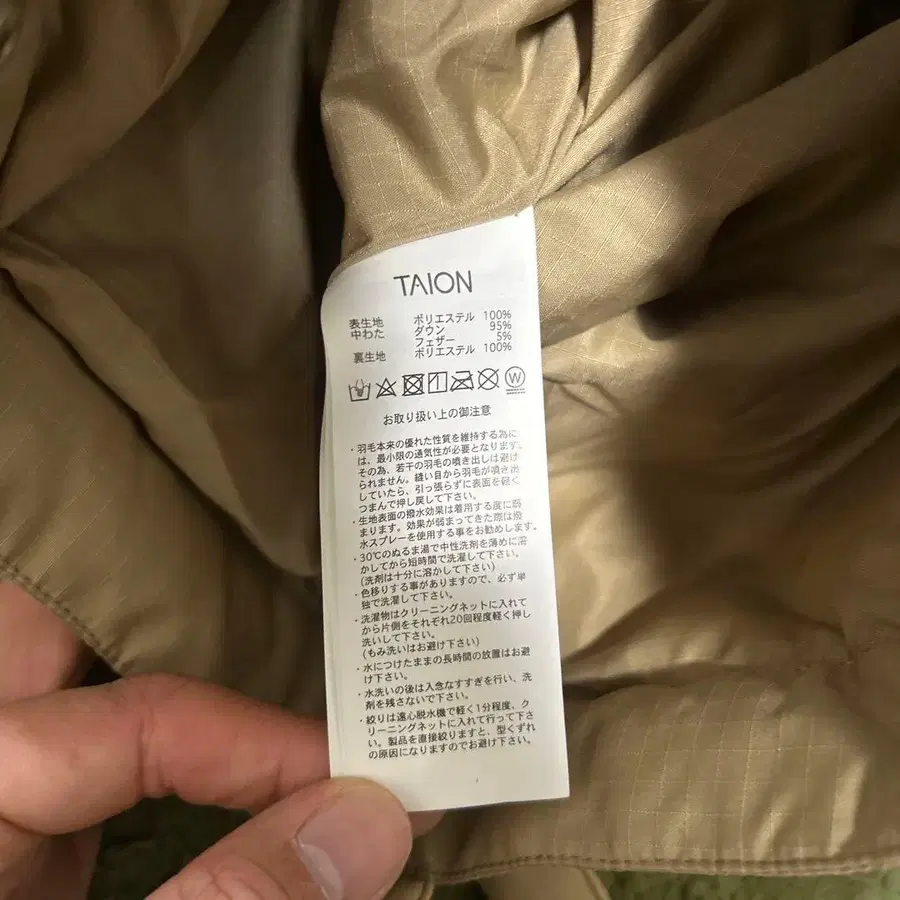 TAION
表生地 ポリエステル 100%
中わた ダウン 95%
フェザー 5%
裏生地 ポリエステル 100%
W
お取り扱い上の御注意
・羽毛本来の優れた性質を維持する為に
は、最小限の通気性が必要となります。
その為、若干の羽毛の噴き出しは避け
られません。縫い目から羽毛が噴き出
していたら、引っ張らずに表面を軽く
つまんで押し戻して下さい。
・生地表面の撥水効果は着用する度に弱
まります。効果が弱まってきた際は撥
水スプレーを使用する事をお勧めします。
・30℃のぬるま湯で中性洗剤を薄めに溶
かしてから短時間で洗濯して下さい。
(洗剤は十分に溶かして下さい)
・色移りする事がありますので、必ず単
独で洗濯して下さい。
・洗濯物はクリーニングネットに入れて
から片側をそれぞれ20回程度軽く押し
洗いして下さい。
(もみ洗いはお避け下さい)
・水につけたままの長時間の放置はお避
け下さい。
・水洗いの後は入念なすすぎを行い、洗
剤を残さないで下さい。
・絞りは遠心脱水機で軽く1分程度、ク
リーニングネットに入れて行って下さ
い。製品を直接絞りますと、型くずれ
の原因になりますのでお避け下さい。